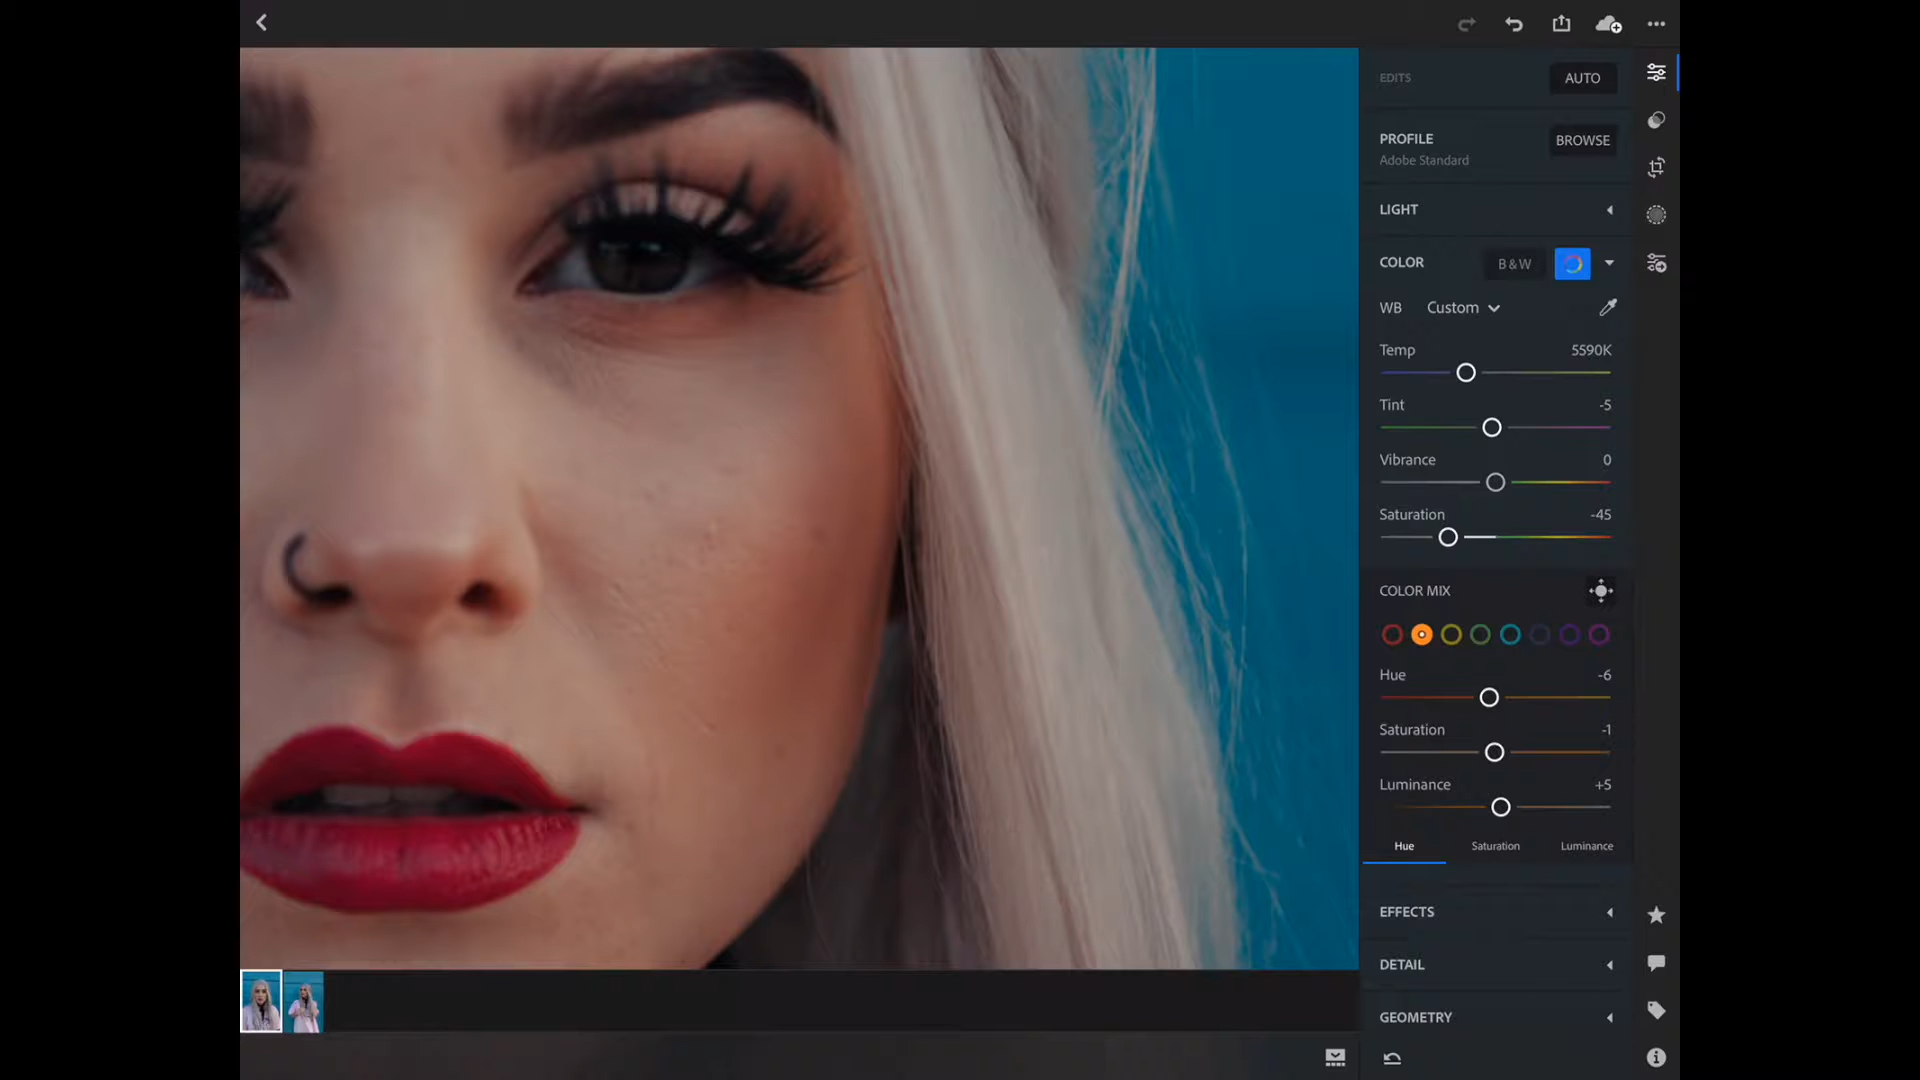 EDITS AUTO
PROFILE BROWSE
Adobe Standard
LIGHT
COLOR B&W
WB Custom
Temp 5590K
Tint -5
Vibrance 0
Saturation -45
COLOR MIX
Hue -6
Saturation -1
Luminance +5
Hue Saturation Luminance
EFFECTS
DETAIL
GEOMETRY